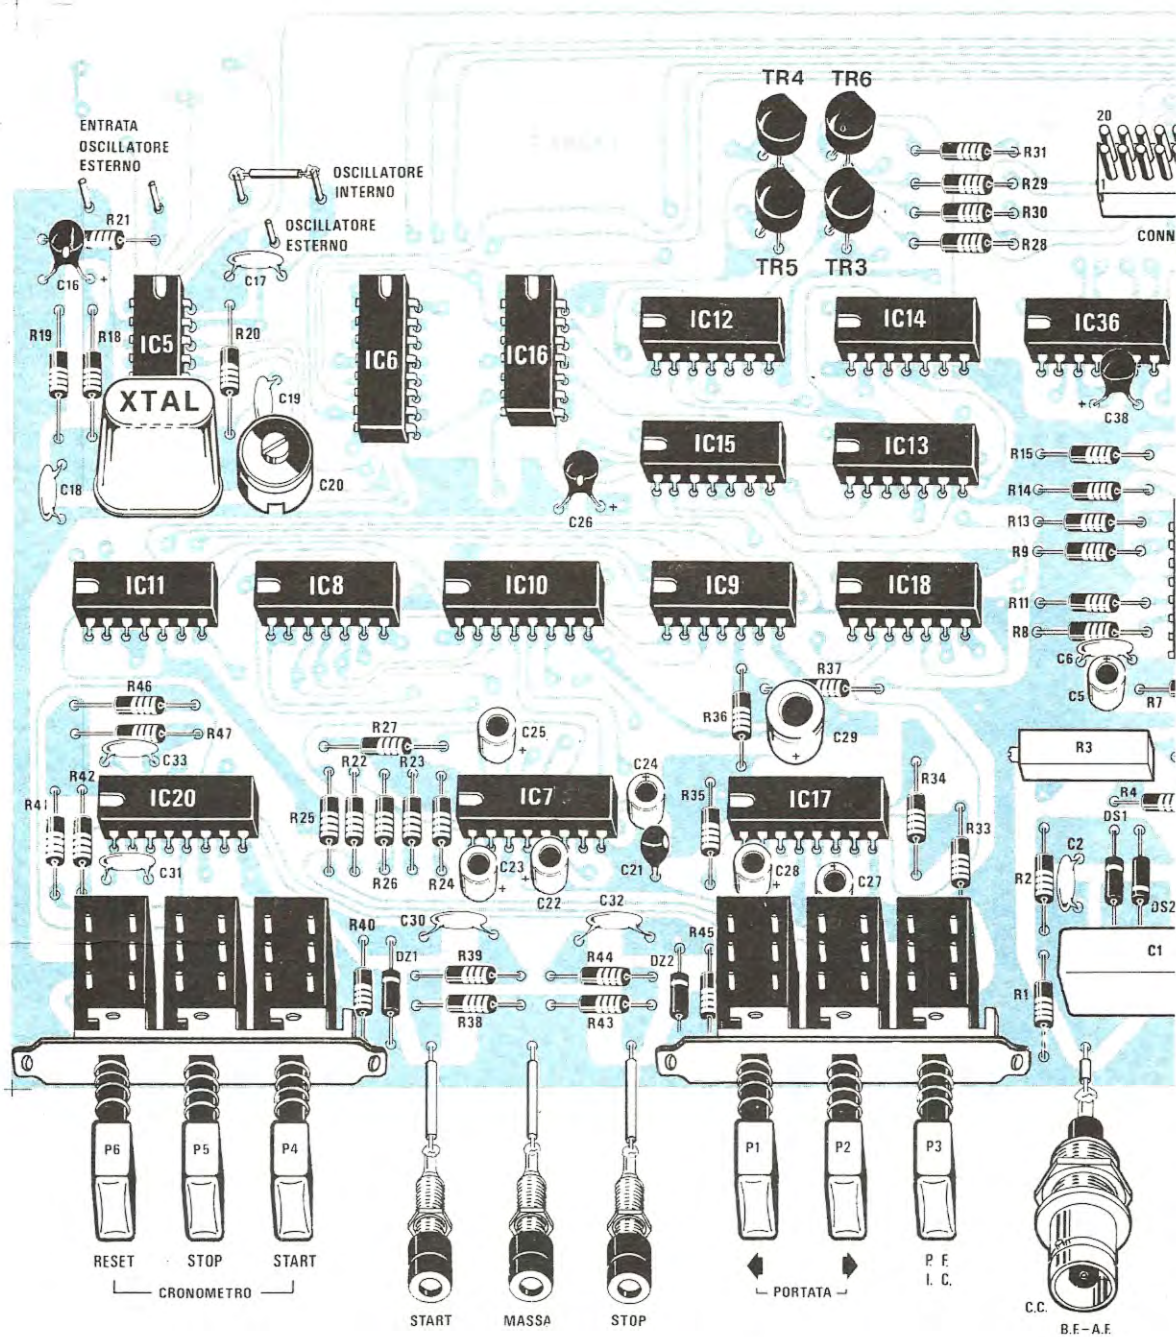 TR4 TR6
2D
ENTRATA
OSCILLATORE
ESTERNO
OSCILLATORE
INTERNO
R31
R29
R30
R28
R21
OSCILLATORE
ESTERNO
CONN
C16 +
C17
TR5 TR3
R19 R18 IC5 R20
IC6
IC16
IC12
IC14
IC36
XTAL
C19
+ C38
C18
C20
IC15
IC13
C26 +
R15
R14
R13
R9
R11
R8
IC11
IC8
IC10
IC9
IC18
C6
C5 +
R7
R46
R47
C33
R27
C25 +
R36
R37
C29 +
R3
R41 R42
IC20
C31
R25 R22 R23
R26 R24
IC7
C23 +
C22 +
C24 +
C21 +
R35
IC17
C28 +
C27 +
R34
R33
R4
DS1
DS2
R2
C2
C1
R1
R40
DZ1
C30
C32
R39
R38
R44
R43
DZ2
R45
P6 P5 P4
P1 P2 P3
RESET STOP START
CRONOMETRO
START MASSA STOP
PORTATA
P. F.
I. C.
C.C.
B.F.-A.F.